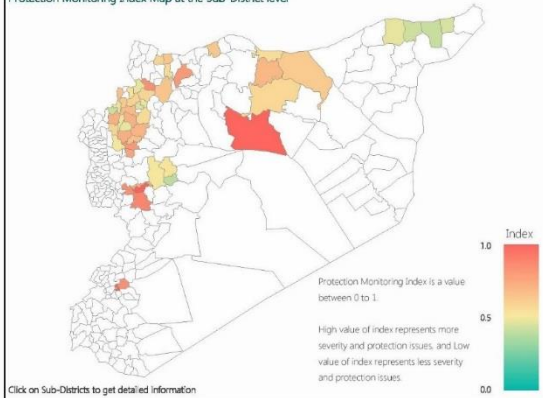 Protection Monitoring Index Map at the Sub-District level
Index
1.0
0.5
0.0
Protection Monitoring Index is a value
between 0 to 1.
High value of index represents more
severity and protection issues, and Low
value of index represents less severity
and protection issues.
Click on Sub-Districts to get detailed information